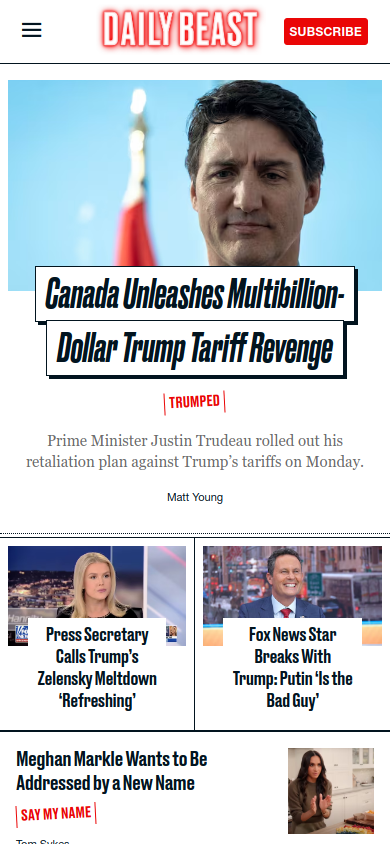 DAILY BEAST
SUBSCRIBE
Canada Unleashes Multibillion-
Dollar Trump Tariff Revenge
TRUMPED
Prime Minister Justin Trudeau rolled out his
retaliation plan against Trump’s tariffs on Monday.
Matt Young
Press Secretary
Calls Trump’s
Zelensky Meltdown
‘Refreshing’
Fox News Star
Breaks With
Trump: Putin ‘Is the
Bad Guy’
Meghan Markle Wants to Be
Addressed by a New Name
SAY MY NAME
Tom Sykes